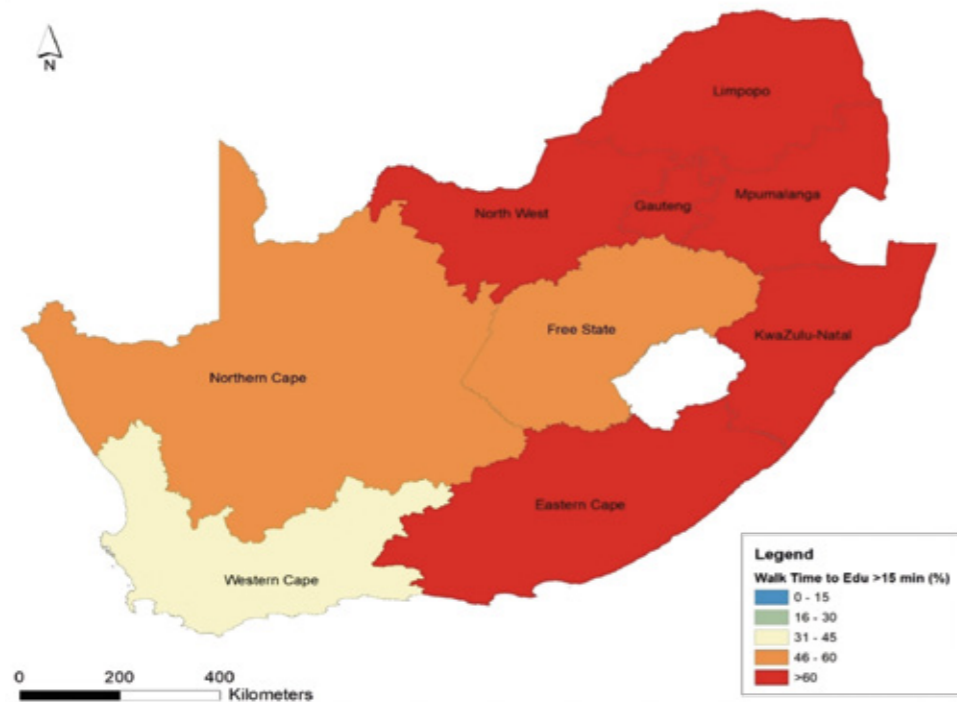 N
Limpopo
Mpumalanga
Gauteng
North West
Free State
KwaZulu-Natal
Northern Cape
Eastern Cape
Western Cape
Legend
Walk Time to Edu >15 min (%)
0 - 15
16 - 30
31 - 45
46 - 60
>60
0 200 400
Kilometers